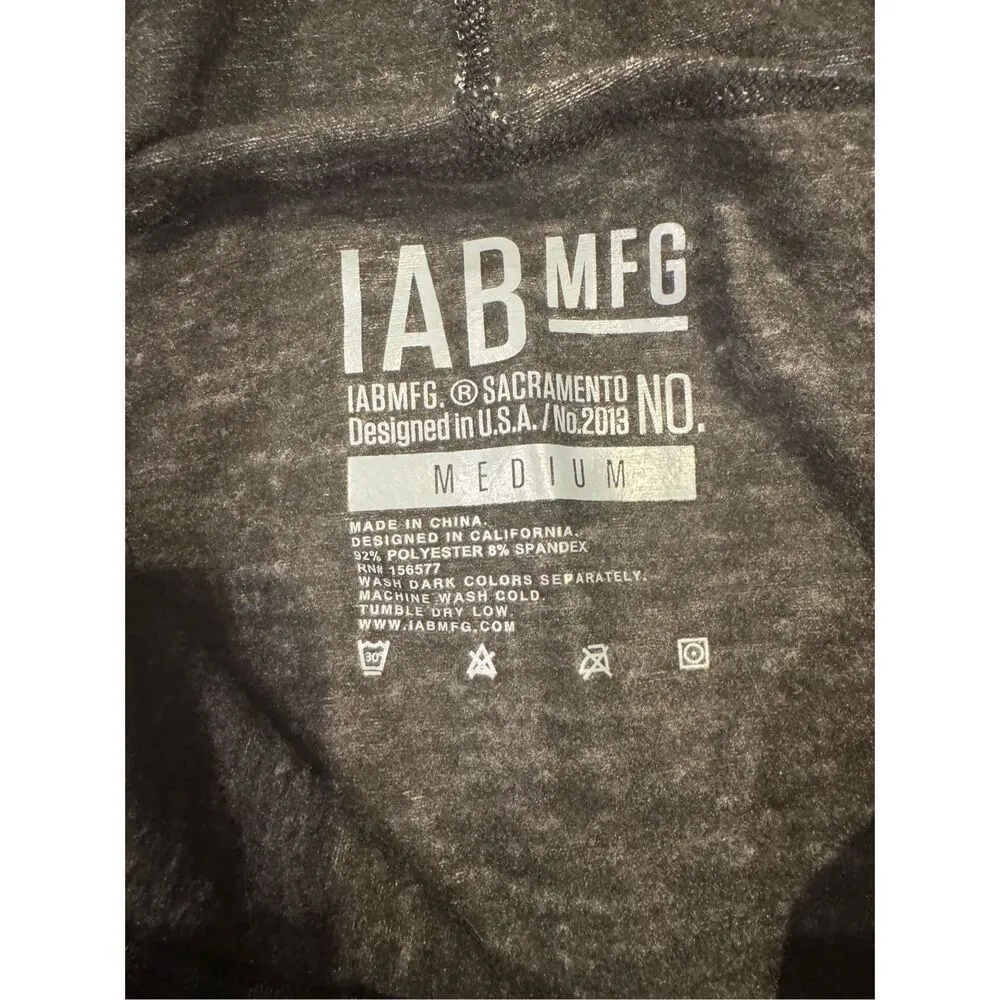 IAB MFG
IABMFG. ® SACRAMENTO NO.
Designed in U.S.A. / No.2013
MEDIUM
MADE IN CHINA.
DESIGNED IN CALIFORNIA.
92% POLYESTER 8% SPANDEX
RN# 156577
WASH DARK COLORS SEPARATELY.
MACHINE WASH COLD.
TUMBLE DRY LOW
WWW.IABMFG.COM
30°